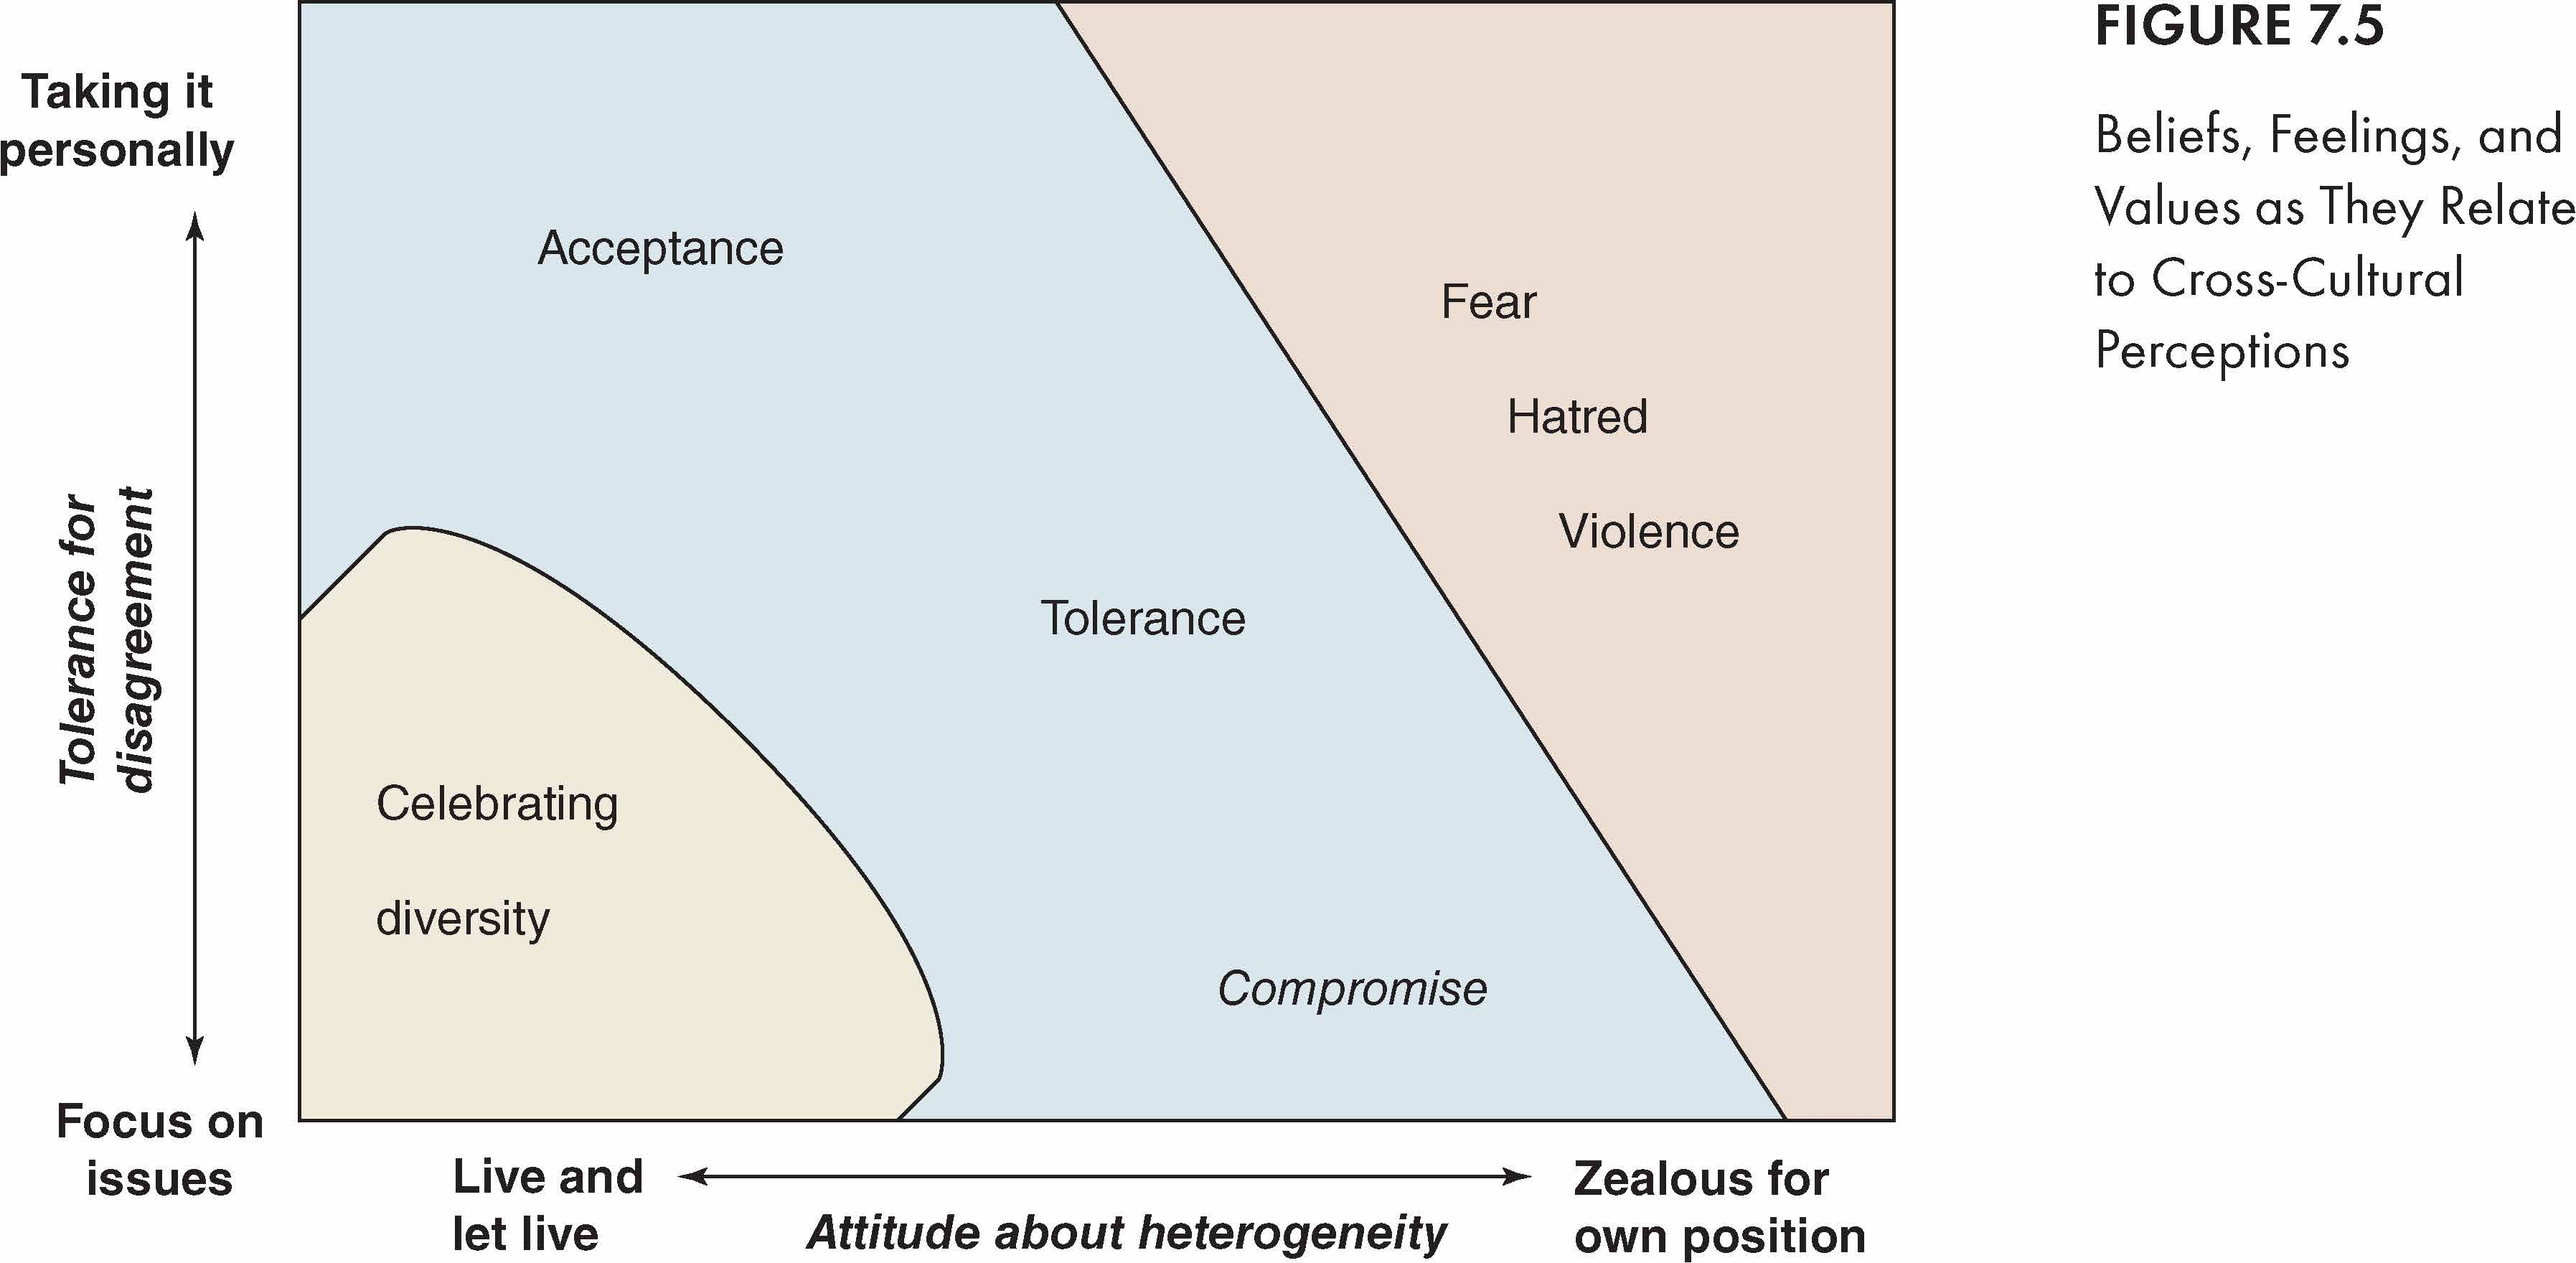 FIGURE 7.5
Beliefs, Feelings, and
Values as They Relate
to Cross-Cultural
Perceptions
Taking it
personally
Tolerance for
disagreement
Focus on
issues
Acceptance
Fear
Hatred
Violence
Tolerance
Celebrating
diversity
Compromise
Live and
let live
Attitude about heterogeneity
Zealous for
own position